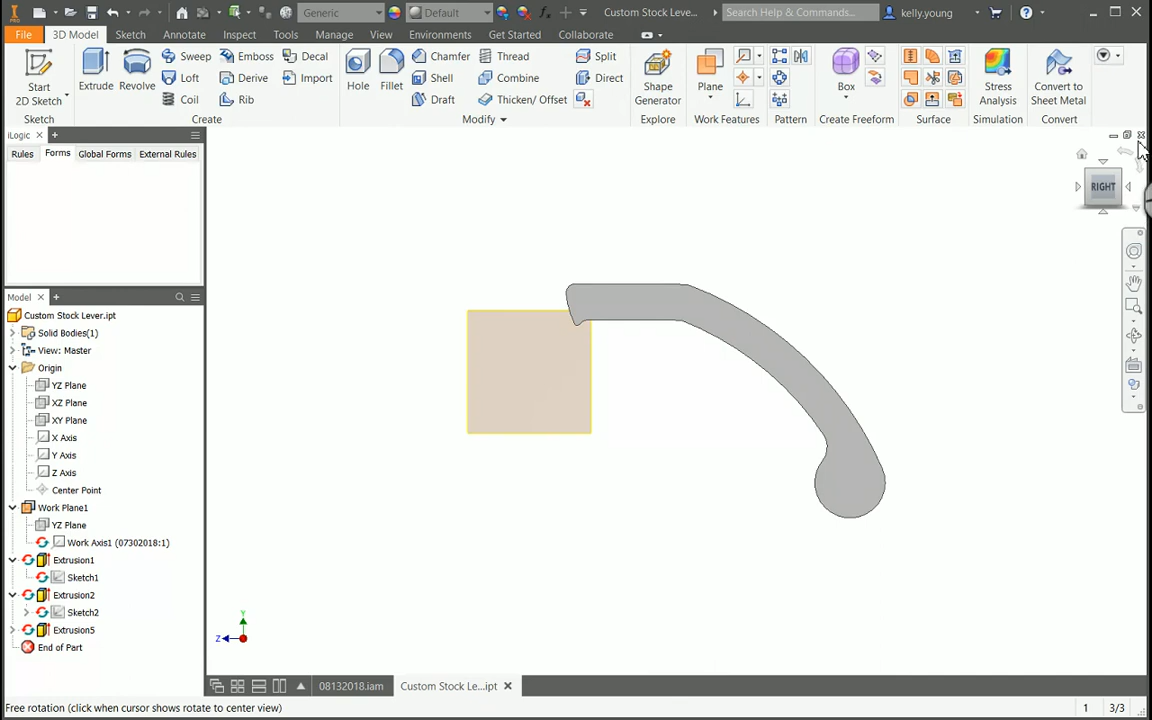 PRO
Generic
Default
fx
Custom Stock Leve...
Search Help & Commands...
kelly.young
File
3D Model
Sketch
Annotate
Inspect
Tools
Manage
View
Environments
Get Started
Collaborate
Start
2D Sketch
Extrude
Revolve
Sweep
Emboss
Decal
Loft
Derive
Import
Coil
Rib
Hole
Fillet
Chamfer
Thread
Split
Shell
Combine
Direct
Draft
Thicken/ Offset
Shape
Generator
Plane
Box
Stress
Analysis
Convert to
Sheet Metal
Sketch
Create
Modify
Explore
Work Features
Pattern
Create Freeform
Surface
Simulation
Convert
iLogic
Rules
Forms
Global Forms
External Rules
Model
Custom Stock Lever.ipt
Solid Bodies(1)
View: Master
Origin
YZ Plane
XZ Plane
XY Plane
X Axis
Y Axis
Z Axis
Center Point
Work Plane1
YZ Plane
Work Axis1 (07302018:1)
Extrusion1
Sketch1
Extrusion2
Sketch2
Extrusion5
End of Part
RIGHT
Y
Z
08132018.iam
Custom Stock Le...ipt
Free rotation (click when cursor shows rotate to center view)
1
3/3